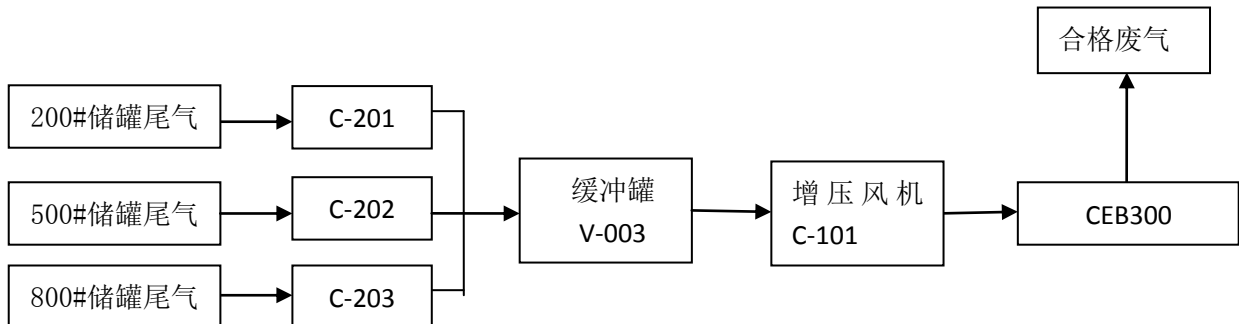 合格废气
200#储罐尾气
C-201
500#储罐尾气
C-202
800#储罐尾气
C-203
缓冲罐
V-003
增 压 风 机
C-101
CEB300